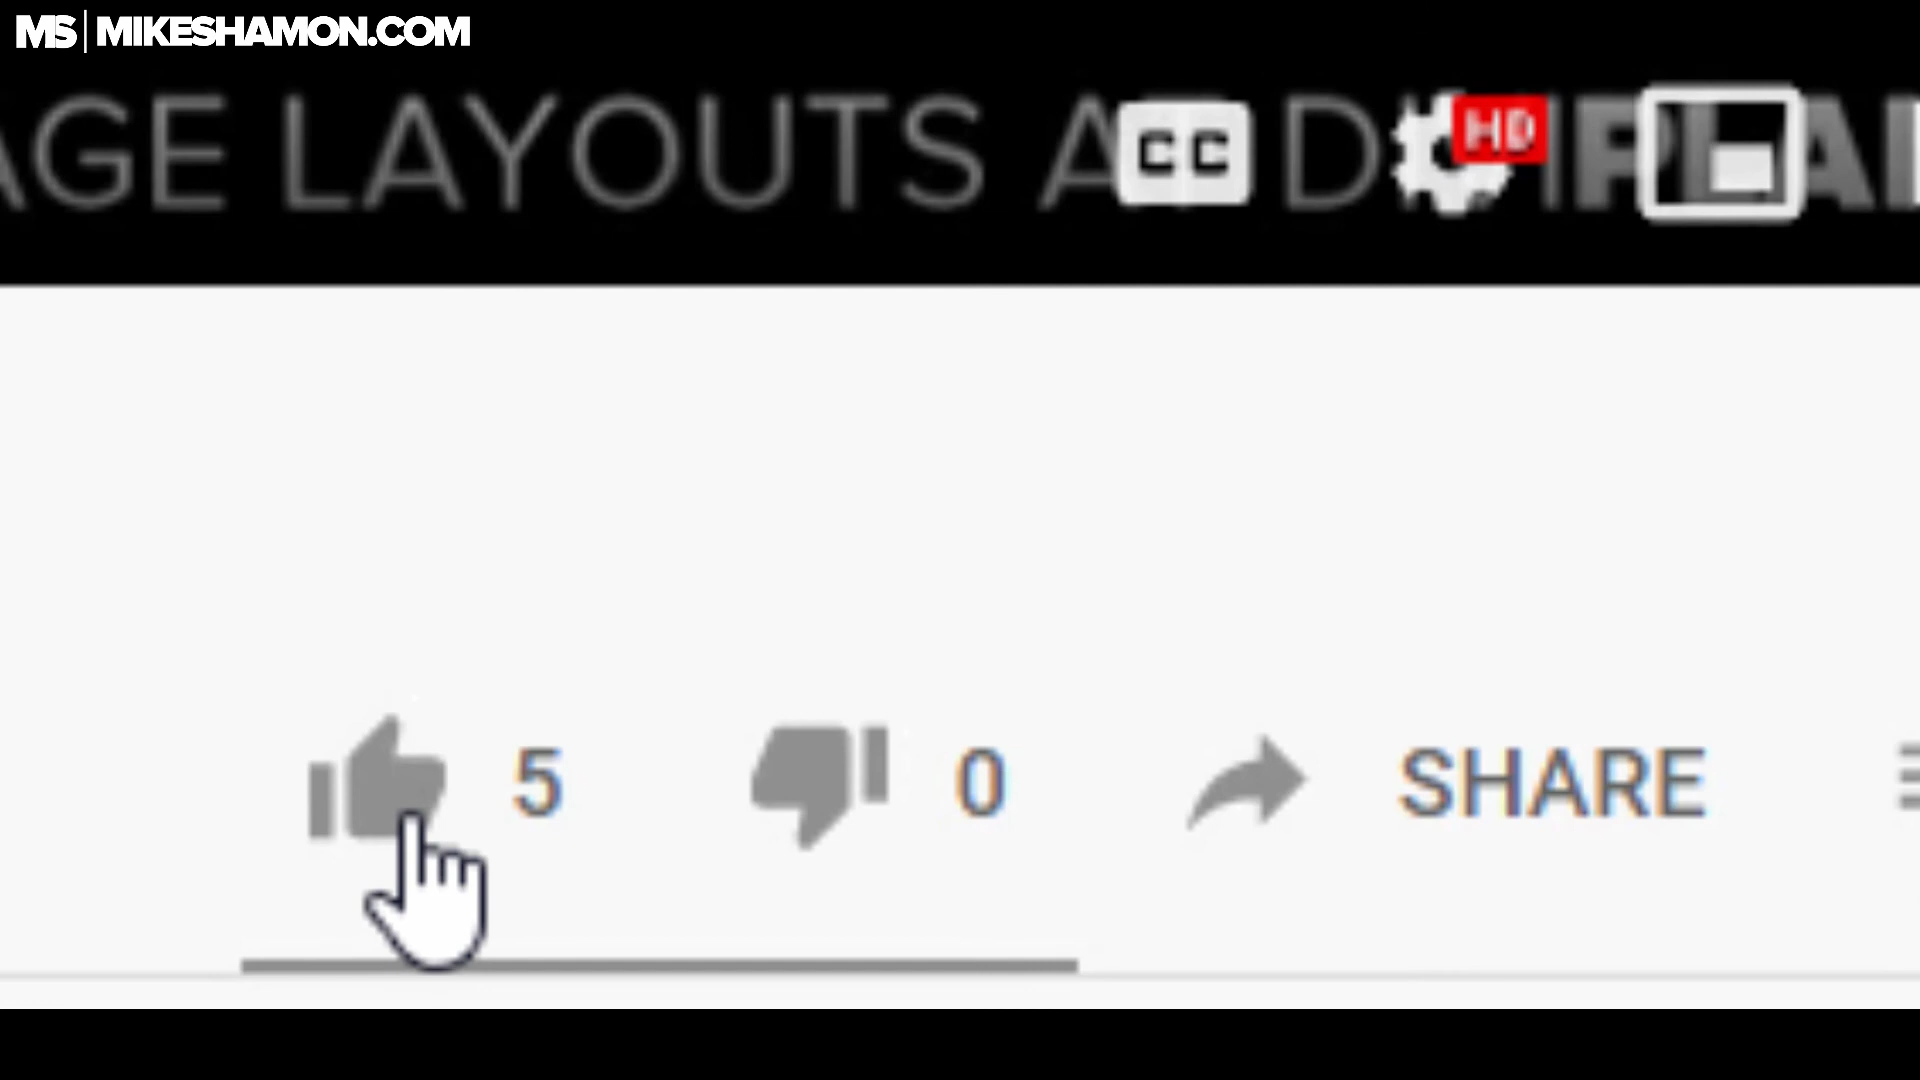 MS | MIKESHAMON.COM
AGE LAYOUTS A D
CC
HD
5 0 SHARE